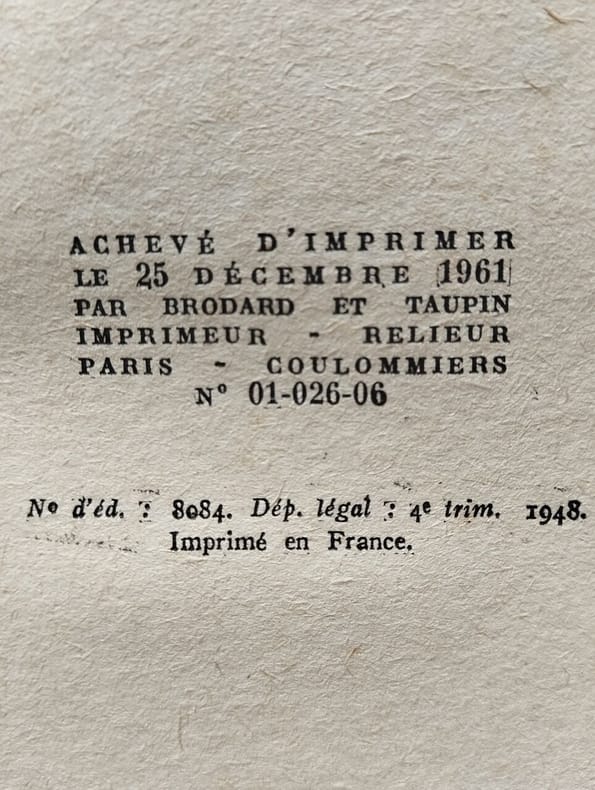 ACHEVÉ D'IMPRIMER
LE 25 DÉCEMBRE 1961
PAR BRODARD ET TAUPIN
IMPRIMEUR - RELIEUR
PARIS - COULOMMIERS
N° 01-026-06
No d'éd. : 8084. Dép. légal : 4e trim. 1948.
Imprimé en France.